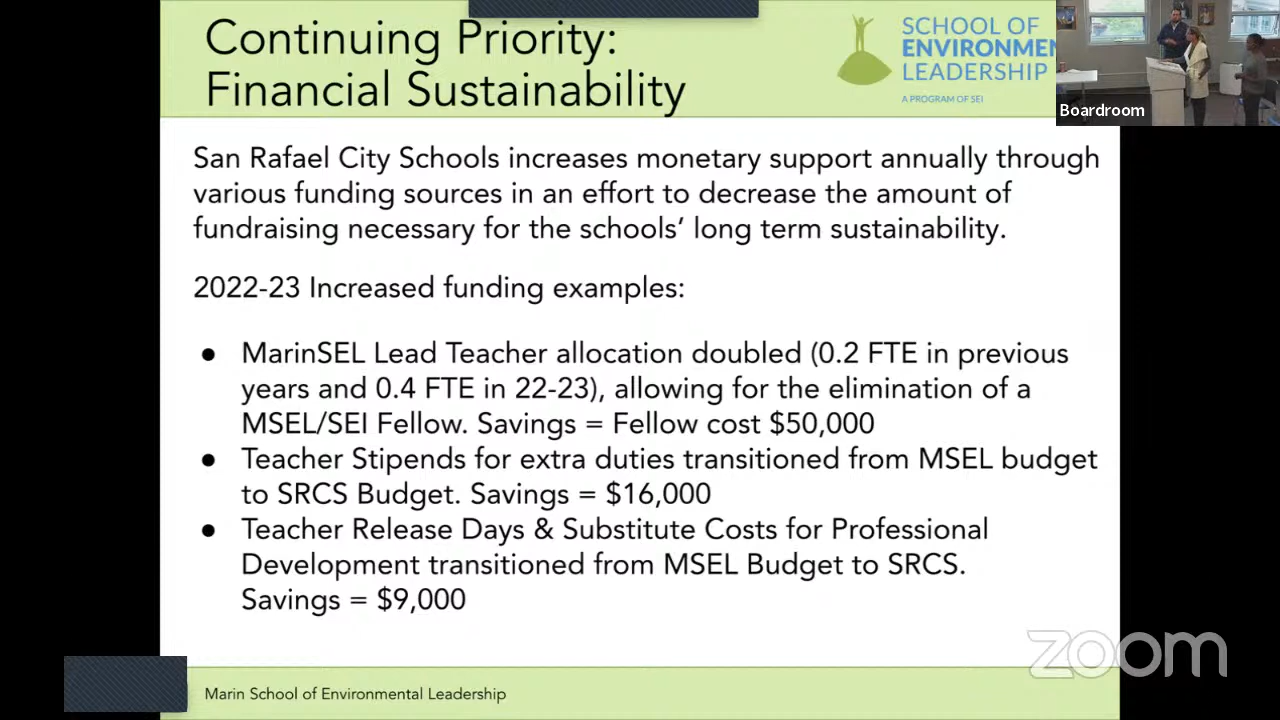 Continuing Priority:
Financial Sustainability
SCHOOL OF
ENVIRONMEN
LEADERSHIP
A PROGRAM OF SEI
Boardroom
San Rafael City Schools increases monetary support annually through
various funding sources in an effort to decrease the amount of
fundraising necessary for the schools’ long term sustainability.
2022-23 Increased funding examples:
● MarinSEL Lead Teacher allocation doubled (0.2 FTE in previous
years and 0.4 FTE in 22-23), allowing for the elimination of a
MSEL/SEI Fellow. Savings = Fellow cost $50,000
● Teacher Stipends for extra duties transitioned from MSEL budget
to SRCS Budget. Savings = $16,000
● Teacher Release Days & Substitute Costs for Professional
Development transitioned from MSEL Budget to SRCS.
Savings = $9,000
zoom
Marin School of Environmental Leadership